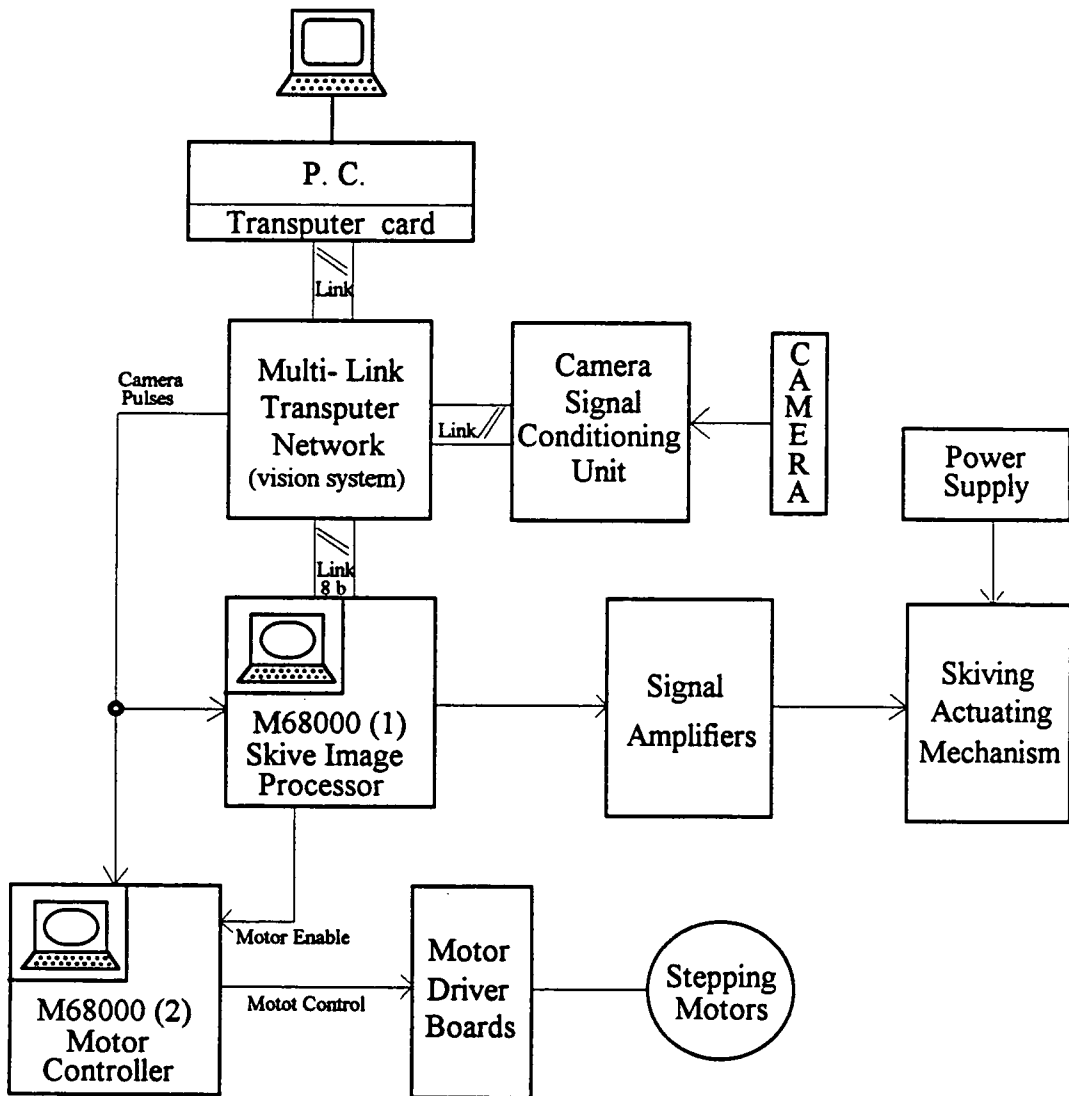 P. C.
Transputer card
Link
Multi- Link
Transputer
Network
(vision system)
Camera
Pulses
Link
Camera
Signal
Conditioning
Unit
CAMERA
Power
Supply
Link
8 b
M68000 (1)
Skive Image
Processor
Signal
Amplifiers
Skiving
Actuating
Mechanism
Motor Enable
M68000 (2)
Motor
Controller
Motot Control
Motor
Driver
Boards
Stepping
Motors